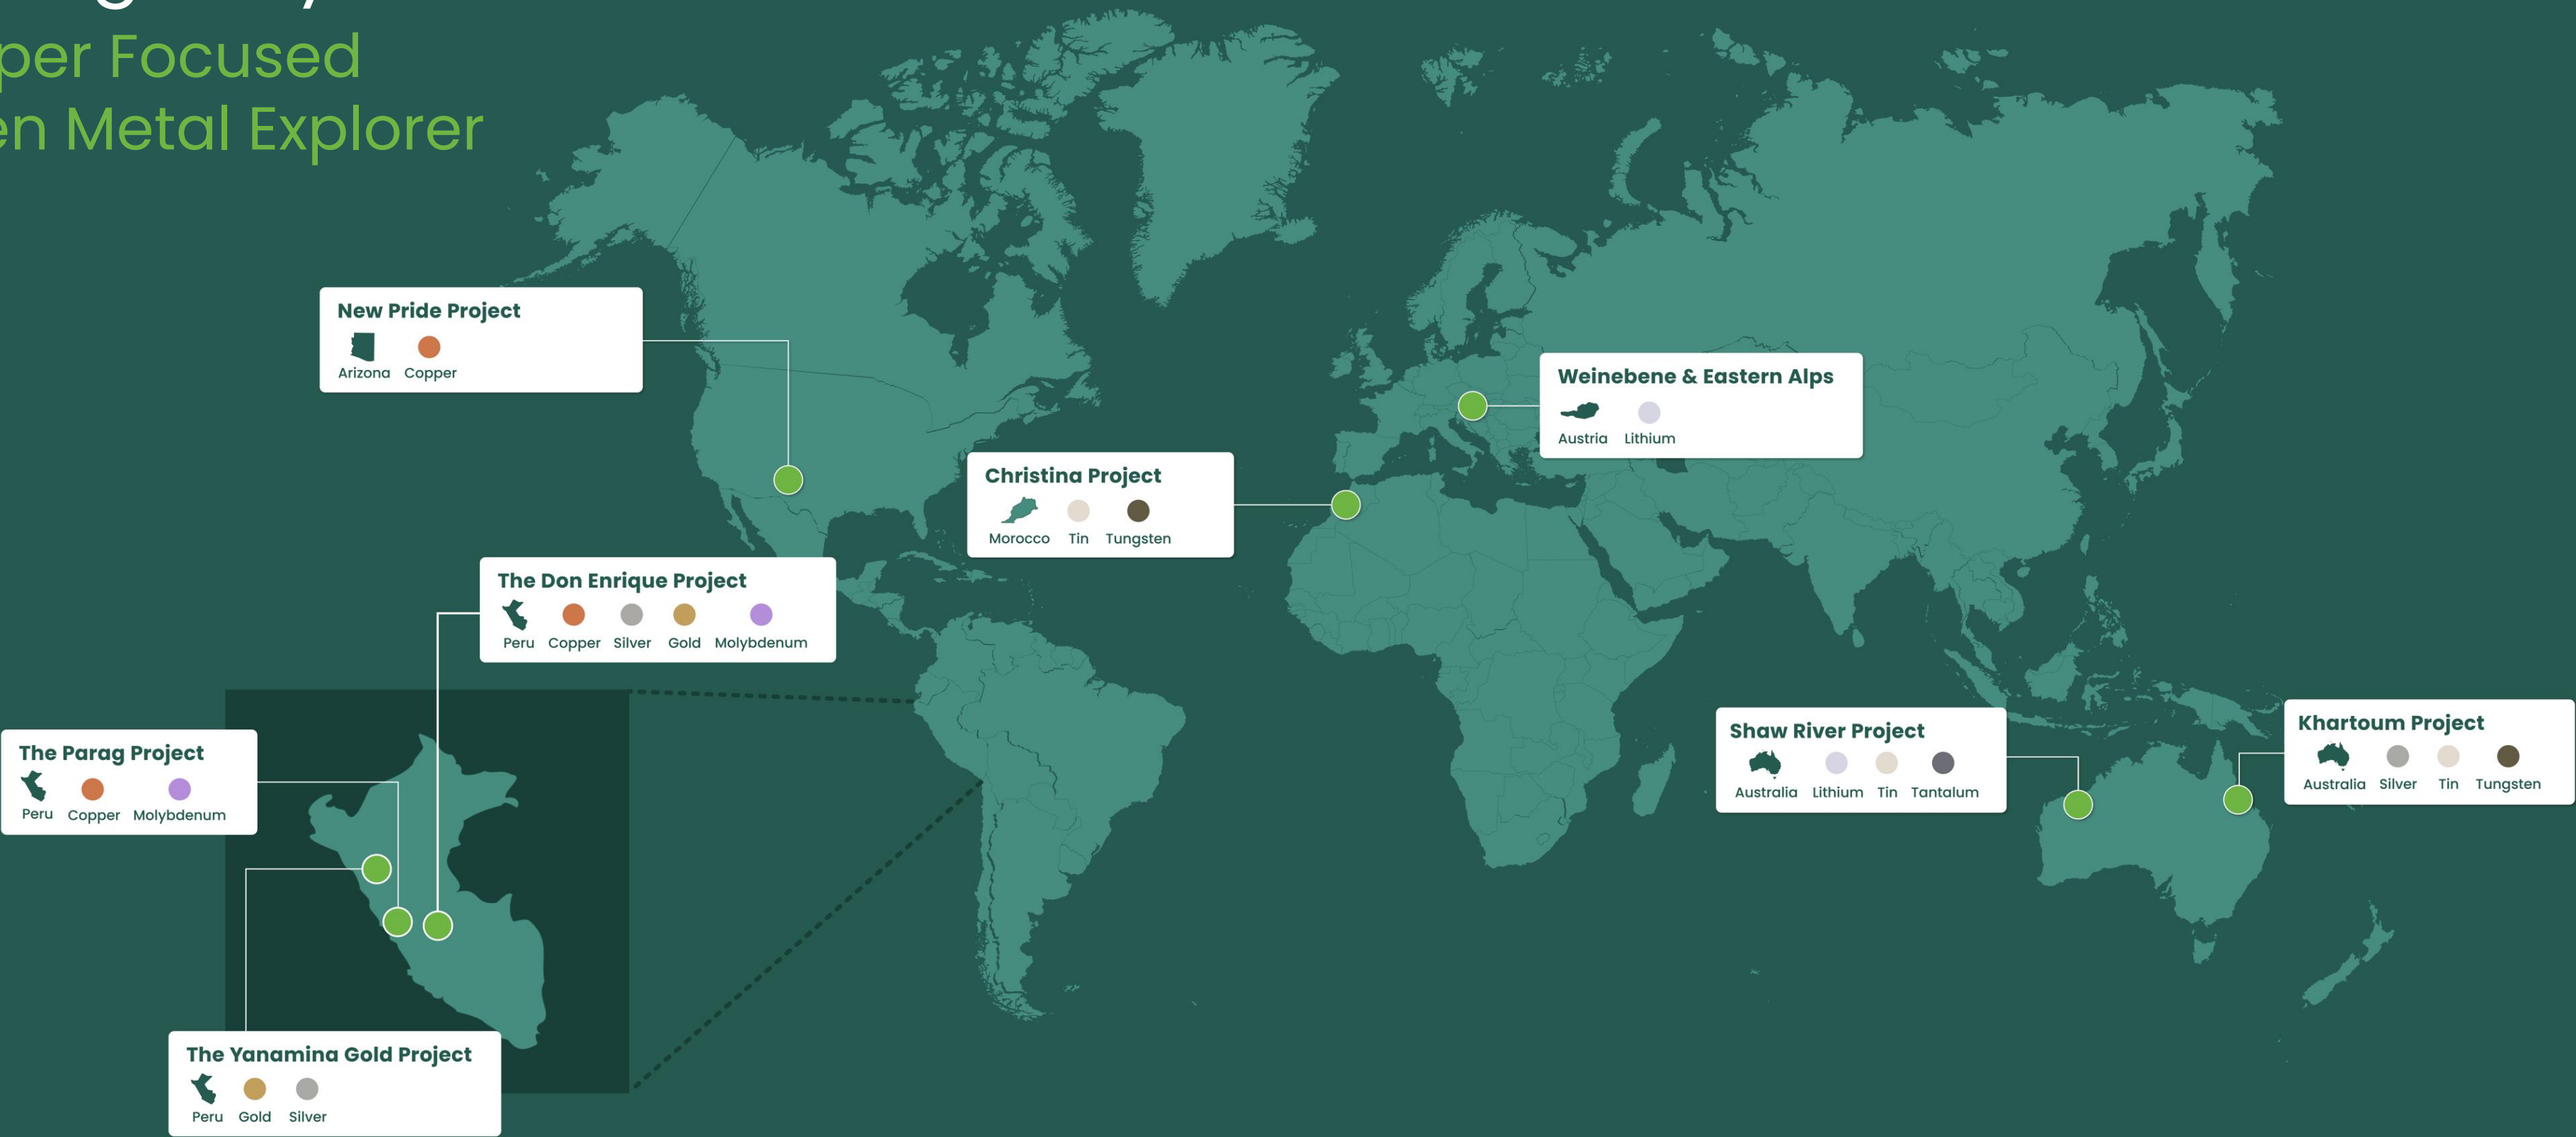 per Focused
en Metal Explorer
New Pride Project
Arizona Copper
Weinebene & Eastern Alps
Austria Lithium
Christina Project
Morocco Tin Tungsten
The Don Enrique Project
Peru Copper Silver Gold Molybdenum
The Parag Project
Peru Copper Molybdenum
Shaw River Project
Australia Lithium Tin Tantalum
Khartoum Project
Australia Silver Tin Tungsten
The Yanamina Gold Project
Peru Gold Silver